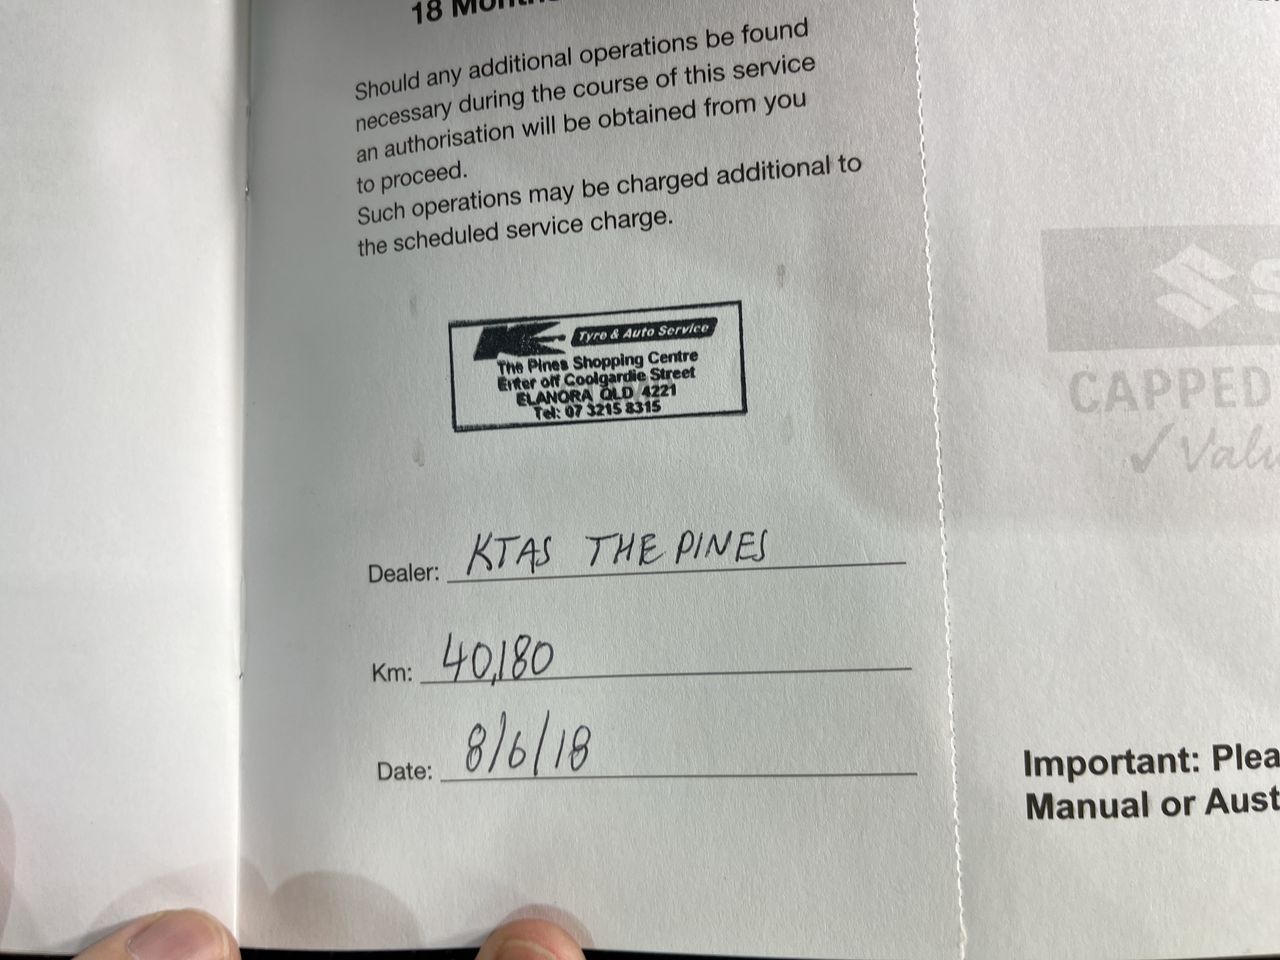 18
Should any additional operations be found
necessary during the course of this service
an authorisation will be obtained from you
to proceed.
Such operations may be charged additional to
the scheduled service charge.
Tyre & Auto Service
The Pines Shopping Centre
Enter off Coolgardie Street
ELANORA QLD 4221
Tel: 07 3215 8315
Dealer: KTAS THE PINES
Km: 40,180
Date: 8/6/18
CAPPED
Important:
Manual or